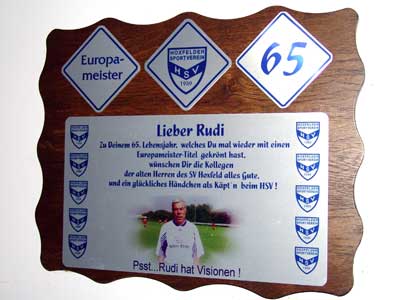 Europa-
meister
HOXFELDER
SPORTVEREIN
HSV
65
Lieber Rudi
Zu Deinem 65. Lebensjahr, welches Du mal wieder mit einen
Europameister-Titel gekrönt hast,
wünschen Dir die Kollegen
der alten Herren des SV Hoxfeld alles Gute,
und ein glückliches Händchen als Käpt´n beim HSV !
Psst...Rudi hat Visionen !